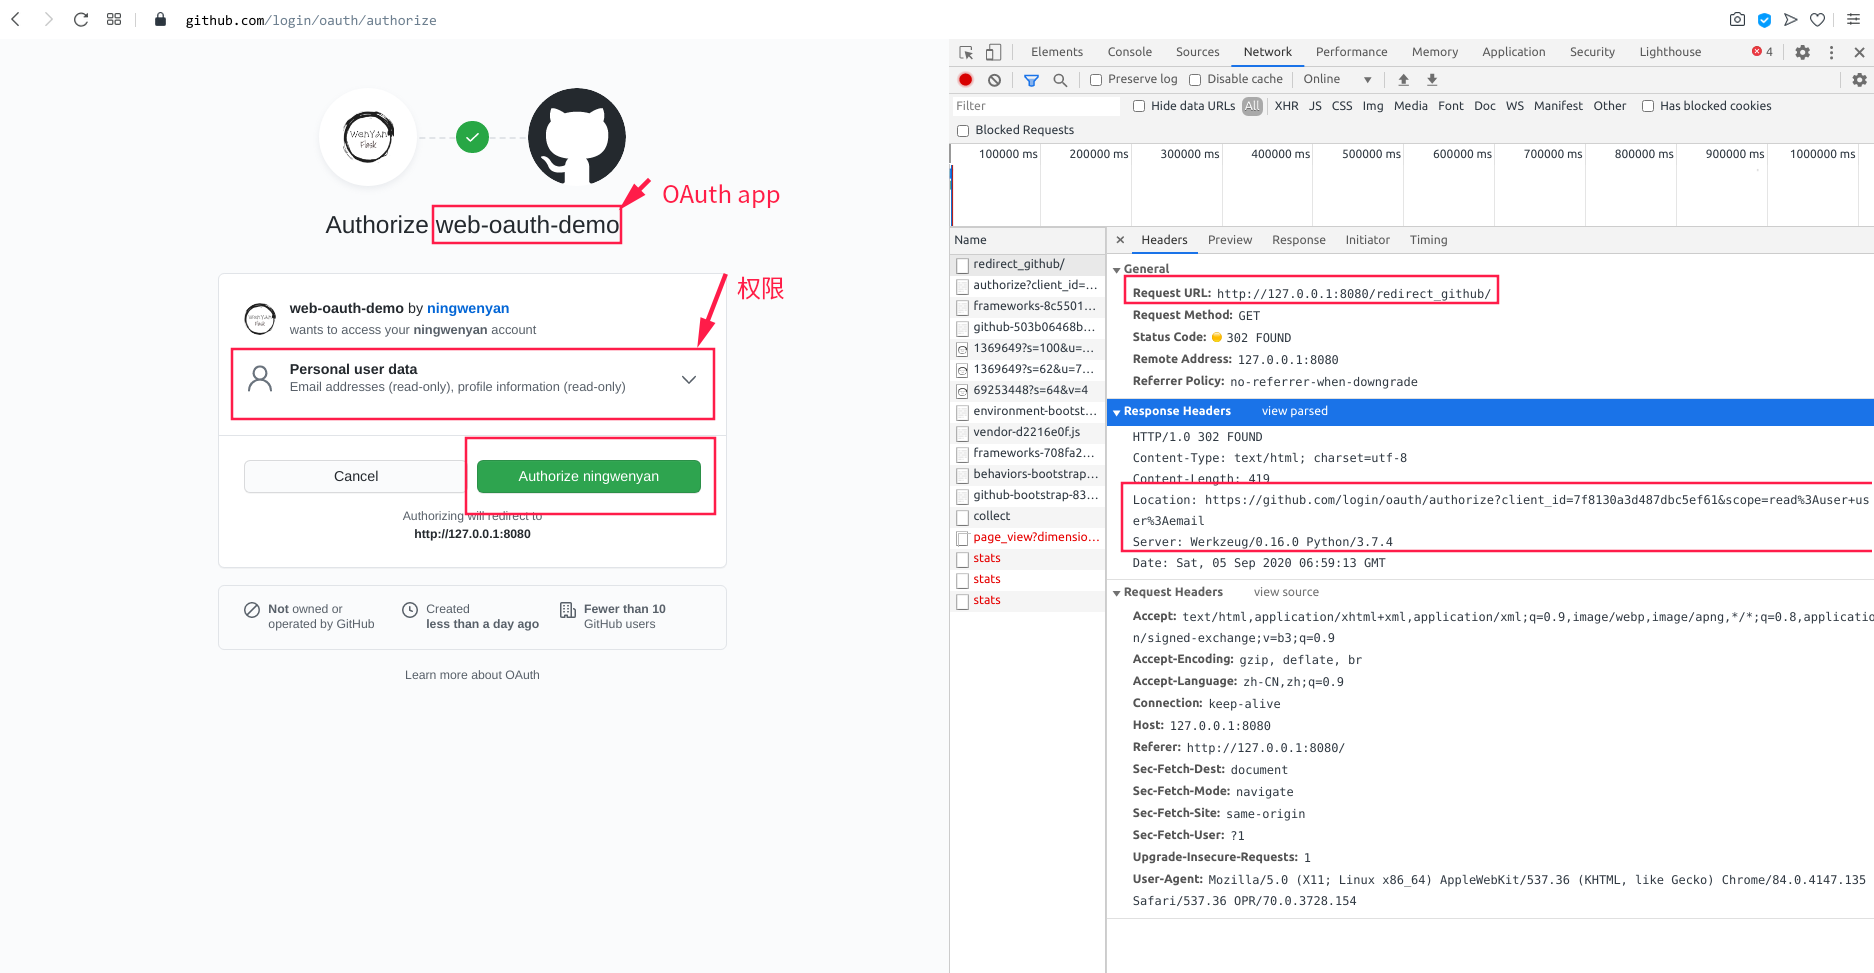 github.com/login/oauth/authorize
WenYan
Flask
OAuth app
Authorize web-oauth-demo
权限
WenYan
Flask
web-oauth-demo by ningwenyan
wants to access your ningwenyan account
Personal user data
Email addresses (read-only), profile information (read-only)
Cancel
Authorize ningwenyan
Authorizing will redirect to
http://127.0.0.1:8080
Not owned or
operated by GitHub
Created
less than a day ago
Fewer than 10
GitHub users
Learn more about OAuth
Elements Console Sources Network Performance Memory Application Security Lighthouse 4
Preserve log Disable cache Online
Filter Hide data URLs All XHR JS CSS Img Media Font Doc WS Manifest Other Has blocked cookies
Blocked Requests
100000 ms 200000 ms 300000 ms 400000 ms 500000 ms 600000 ms 700000 ms 800000 ms 900000 ms 1000000 ms
Name
redirect_github/
authorize?client_id=...
frameworks-8c5501...
github-503b06468b...
1369649?s=100&u=...
1369649?s=62&u=7...
69253448?s=64&v=4
environment-bootst...
vendor-d2216e0f.js
frameworks-708fa2...
behaviors-bootstrap...
github-bootstrap-83...
collect
page_view?dimensio...
stats
stats
stats
Headers Preview Response Initiator Timing
General
Request URL: http://127.0.0.1:8080/redirect_github/
Request Method: GET
Status Code: 302 FOUND
Remote Address: 127.0.0.1:8080
Referrer Policy: no-referrer-when-downgrade
Response Headers view parsed
HTTP/1.0 302 FOUND
Content-Type: text/html; charset=utf-8
Content-Length: 419
Location: https://github.com/login/oauth/authorize?client_id=7f8130a3d487dbc5ef61&scope=read%3Auser+us
er%3Aemail
Server: Werkzeug/0.16.0 Python/3.7.4
Date: Sat, 05 Sep 2020 06:59:13 GMT
Request Headers view source
Accept: text/html,application/xhtml+xml,application/xml;q=0.9,image/webp,image/apng,*/*;q=0.8,applicatio
n/signed-exchange;v=b3;q=0.9
Accept-Encoding: gzip, deflate, br
Accept-Language: zh-CN,zh;q=0.9
Connection: keep-alive
Host: 127.0.0.1:8080
Referer: http://127.0.0.1:8080/
Sec-Fetch-Dest: document
Sec-Fetch-Mode: navigate
Sec-Fetch-Site: same-origin
Sec-Fetch-User: ?1
Upgrade-Insecure-Requests: 1
User-Agent: Mozilla/5.0 (X11; Linux x86_64) AppleWebKit/537.36 (KHTML, like Gecko) Chrome/84.0.4147.135
Safari/537.36 OPR/70.0.3728.154